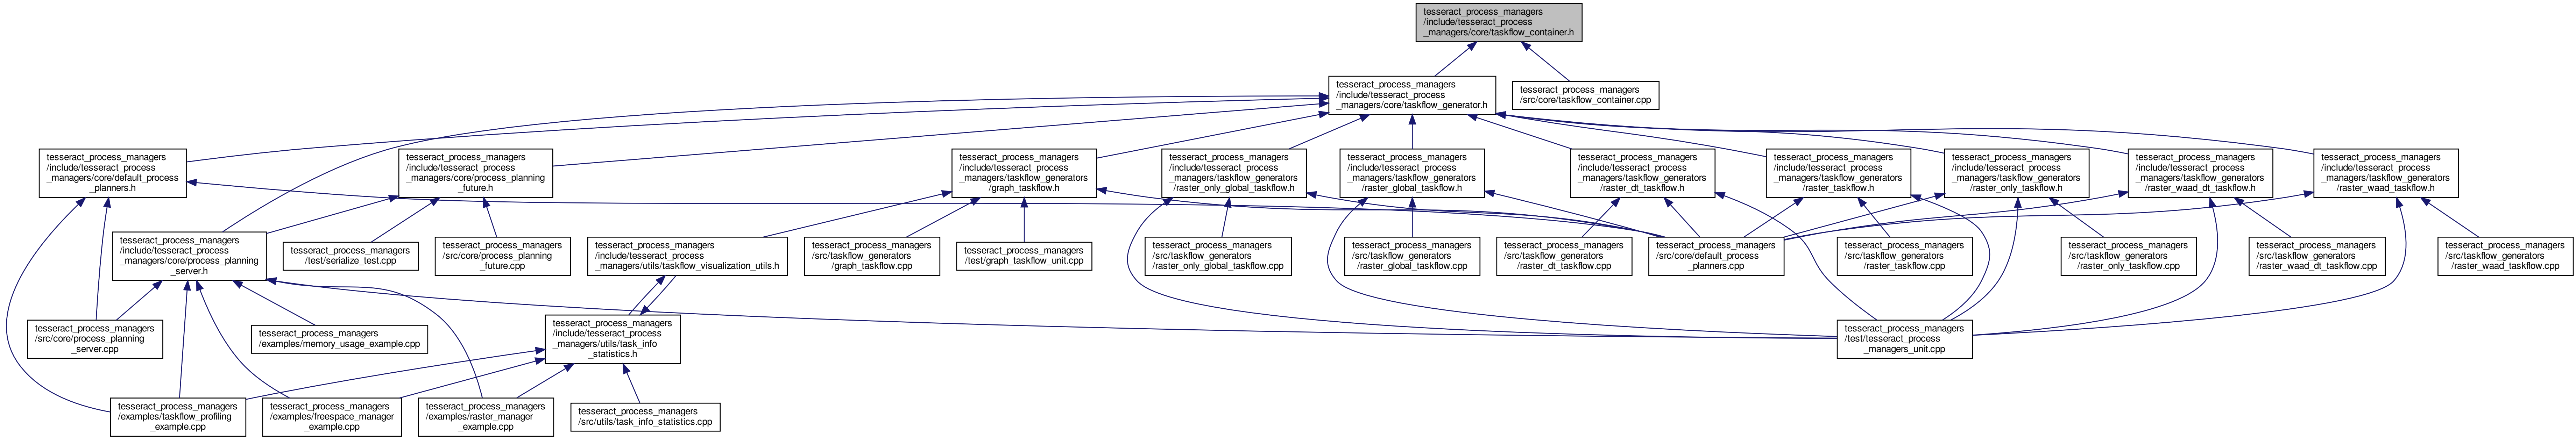 tesseract_process_managers
/include/tesseract_process
_managers/core/taskflow_container.h
tesseract_process_managers
/include/tesseract_process
_managers/core/taskflow_generator.h
tesseract_process_managers
/src/core/taskflow_container.cpp
tesseract_process_managers
/include/tesseract_process
_managers/core/default_process
_planners.h
tesseract_process_managers
/include/tesseract_process
_managers/core/process_planning
_future.h
tesseract_process_managers
/include/tesseract_process
_managers/taskflow_generators
/graph_taskflow.h
tesseract_process_managers
/include/tesseract_process
_managers/taskflow_generators
/raster_only_global_taskflow.h
tesseract_process_managers
/include/tesseract_process
_managers/taskflow_generators
/raster_global_taskflow.h
tesseract_process_managers
/include/tesseract_process
_managers/taskflow_generators
/raster_dt_taskflow.h
tesseract_process_managers
/include/tesseract_process
_managers/taskflow_generators
/raster_taskflow.h
tesseract_process_managers
/include/tesseract_process
_managers/taskflow_generators
/raster_only_taskflow.h
tesseract_process_managers
/include/tesseract_process
_managers/taskflow_generators
/raster_waad_dt_taskflow.h
tesseract_process_managers
/include/tesseract_process
_managers/taskflow_generators
/raster_waad_taskflow.h
tesseract_process_managers
/include/tesseract_process
_managers/core/process_planning
_server.h
tesseract_process_managers
/test/serialize_test.cpp
tesseract_process_managers
/src/core/process_planning
_future.cpp
tesseract_process_managers
/include/tesseract_process
_managers/utils/taskflow_visualization_utils.h
tesseract_process_managers
/src/taskflow_generators
/graph_taskflow.cpp
tesseract_process_managers
/test/graph_taskflow_unit.cpp
tesseract_process_managers
/src/taskflow_generators
/raster_only_global_taskflow.cpp
tesseract_process_managers
/src/taskflow_generators
/raster_global_taskflow.cpp
tesseract_process_managers
/src/taskflow_generators
/raster_dt_taskflow.cpp
tesseract_process_managers
/src/core/default_process
_planners.cpp
tesseract_process_managers
/src/taskflow_generators
/raster_taskflow.cpp
tesseract_process_managers
/src/taskflow_generators
/raster_only_taskflow.cpp
tesseract_process_managers
/src/taskflow_generators
/raster_waad_dt_taskflow.cpp
tesseract_process_managers
/src/taskflow_generators
/raster_waad_taskflow.cpp
tesseract_process_managers
/src/core/process_planning
_server.cpp
tesseract_process_managers
/examples/memory_usage_example.cpp
tesseract_process_managers
/include/tesseract_process
_managers/utils/task_info
_statistics.h
tesseract_process_managers
/test/tesseract_process
_managers_unit.cpp
tesseract_process_managers
/examples/taskflow_profiling
_example.cpp
tesseract_process_managers
/examples/freespace_manager
_example.cpp
tesseract_process_managers
/examples/raster_manager
_example.cpp
tesseract_process_managers
/src/utils/task_info_statistics.cpp